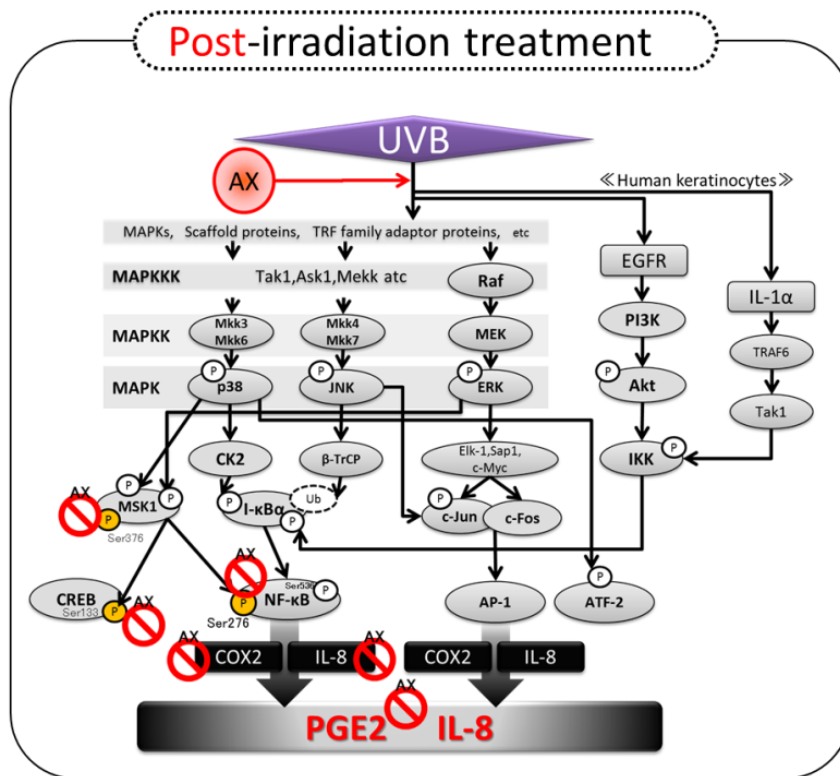 Post-irradiation treatment
UVB
AX
≪Human keratinocytes≫
MAPKs, Scaffold proteins, TRF family adaptor proteins, etc
EGFR
MAPKKK Tak1,Ask1,Mekk atc Raf
IL-1α
PI3K
MAPKK
Mkk3
Mkk6
Mkk4
Mkk7
MEK
TRAF6
MAPK
P
p38
P
JNK
P
ERK
P
Akt
Tak1
CK2
β-TrCP
Elk-1,Sap1,
c-Myc
IKK
P
AX
P
MSK1
P
P
Ser376
P
I-κBα
Ub
P
P
c-Jun
c-Fos
AX
Ser536
P
NF-κB
P
Ser276
CREB
Ser133
P
AX
AP-1
P
ATF-2
AX
COX2
IL-8
AX
COX2
IL-8
AX
PGE2 IL-8